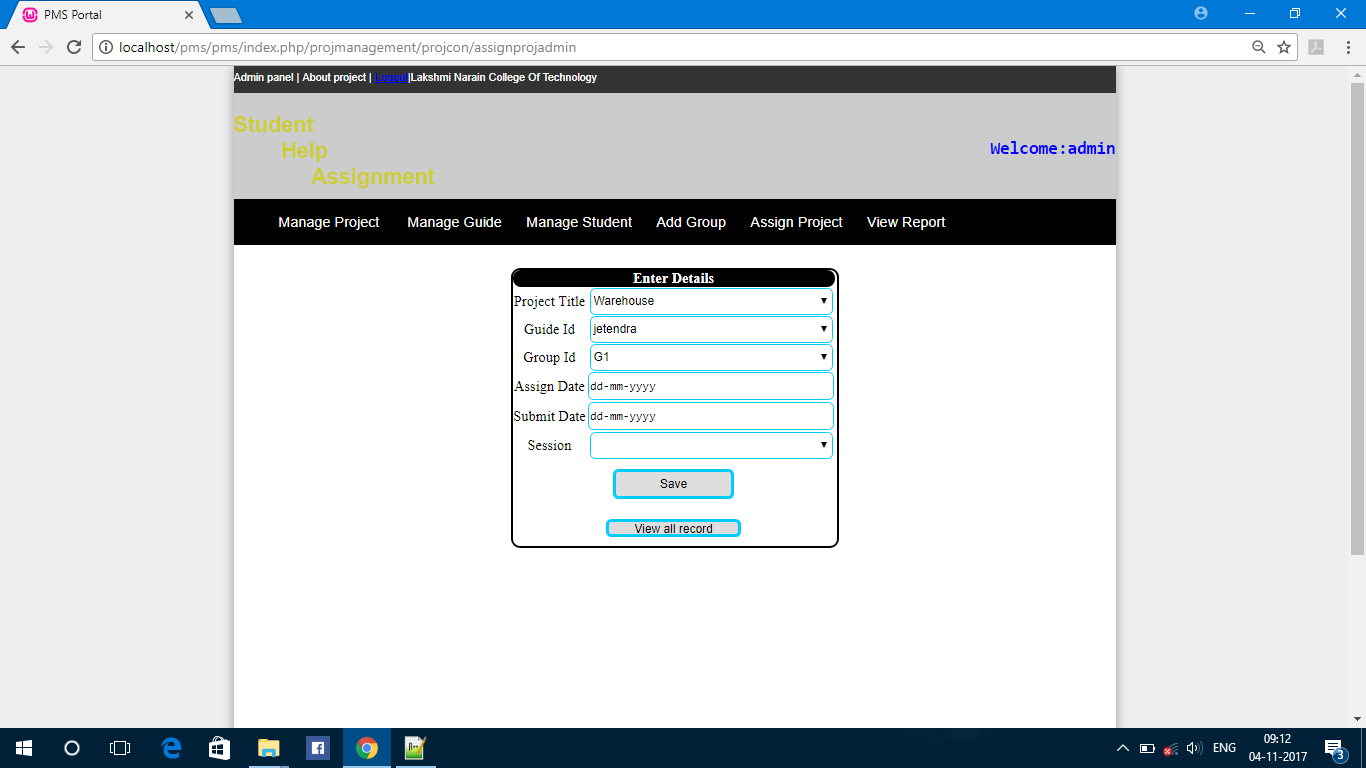 PMS Portal
localhost/pms/pms/index.php/projmanagement/projcon/assignprojadmin
Admin panel | About project | Logout|Lakshmi Narain College Of Technology
Student
Help
Assignment
Welcome:admin
Manage Project Manage Guide Manage Student Add Group Assign Project View Report
Enter Details
Project Title Warehouse
Guide Id jetendra
Group Id G1
Assign Date dd-mm-yyyy
Submit Date dd-mm-yyyy
Session
Save
View all record
ENG
09:12
04-11-2017
3